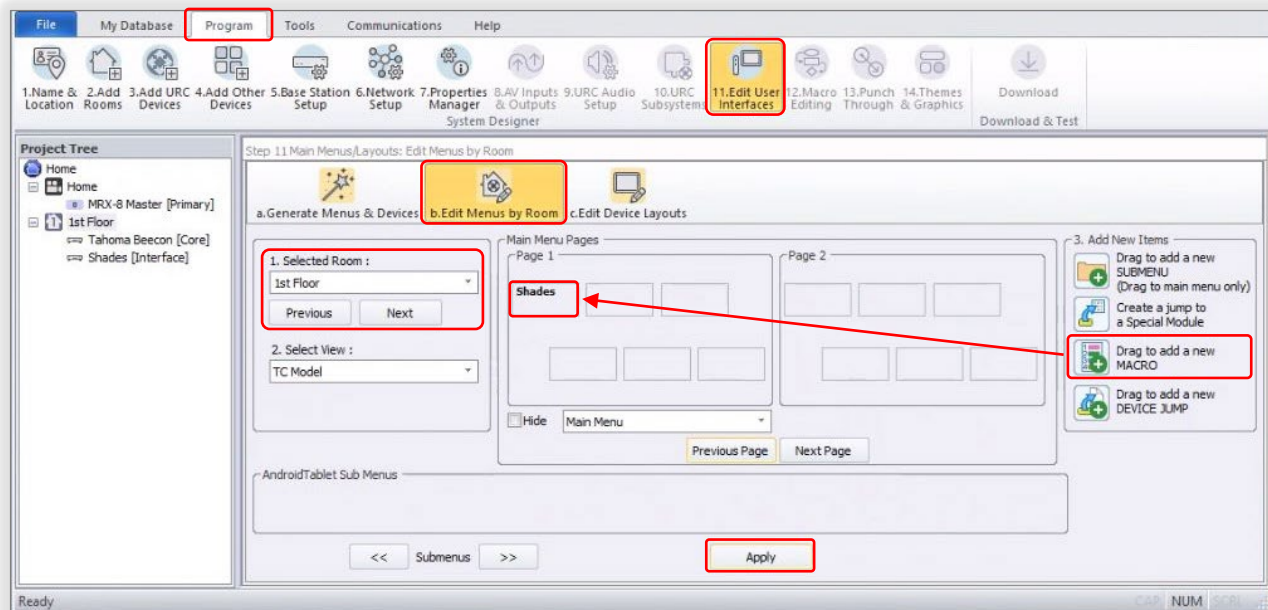 File
My Database
Program
Tools
Communications
Help
1.Name & Location
2.Add Rooms
3.Add URC Devices
4.Add Other Devices
5.Base Station Setup
6.Network Setup
7.Properties Manager
8.AV Inputs & Outputs
9.URC Audio Setup
10.URC Subsystems
11.Edit User Interfaces
12.Macro Editing
13.Punch Through
14.Themes & Graphics
Download
System Designer
Download & Test
Project Tree
Home
Home
MRX-8 Master [Primary]
1st Floor
Tahoma Beecon [Core]
Shades [Interface]
Step 11 Main Menus/Layouts: Edit Menus by Room
a.Generate Menus & Devices
b.Edit Menus by Room
c.Edit Device Layouts
1. Selected Room :
1st Floor
Previous
Next
2. Select View :
TC Model
Main Menu Pages
Page 1
Shades
Page 2
Hide
Main Menu
Previous Page
Next Page
3. Add New Items
Drag to add a new
SUBMENU
(Drag to main menu only)
Create a jump to
a Special Module
Drag to add a new
MACRO
Drag to add a new
DEVICE JUMP
AndroidTablet Sub Menus
<<
Submenus
>>
Apply
Ready
CAP
NUM
SCRL